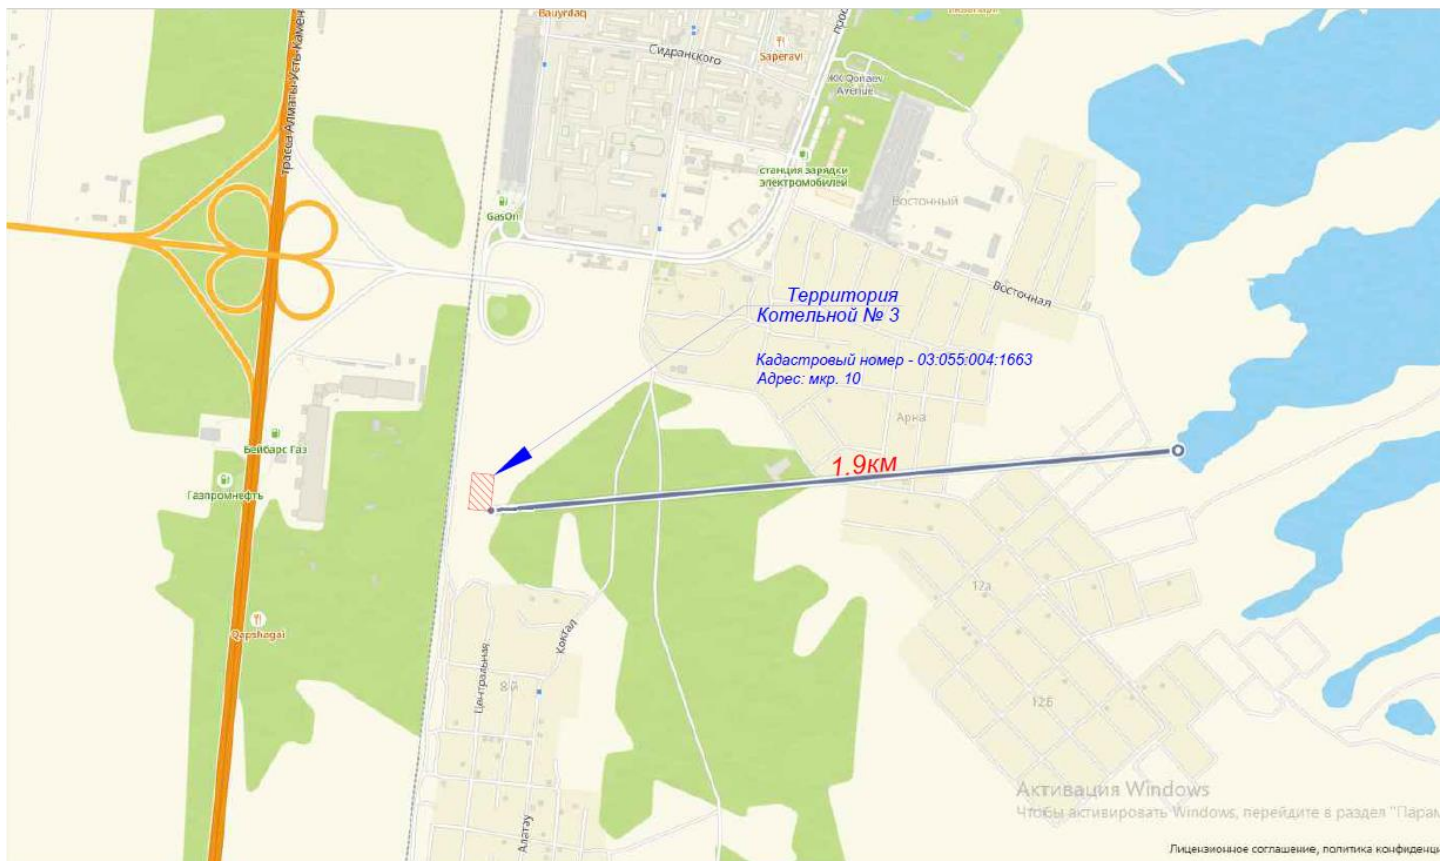 Bauyrdaq
Сидранского
Saperavi
ЖК Qonaev
Avenue
трасса Алматы-Усть-Камен
станция зарядки
электромобилей
Восточный
GasOil
Восточная
Территория
Котельной № 3
Кадастровый номер - 03:055:004:1663
Адрес: мкр. 10
Арна
Бейбарс Газ
1.9км
Газпромнефть
12а
Qapshagai
Коктал
Центральная
12б
Алатау
Активация Windows
Чтобы активировать Windows, перейдите в раздел "Парам
Лицензионное соглашение, политика конфиденци